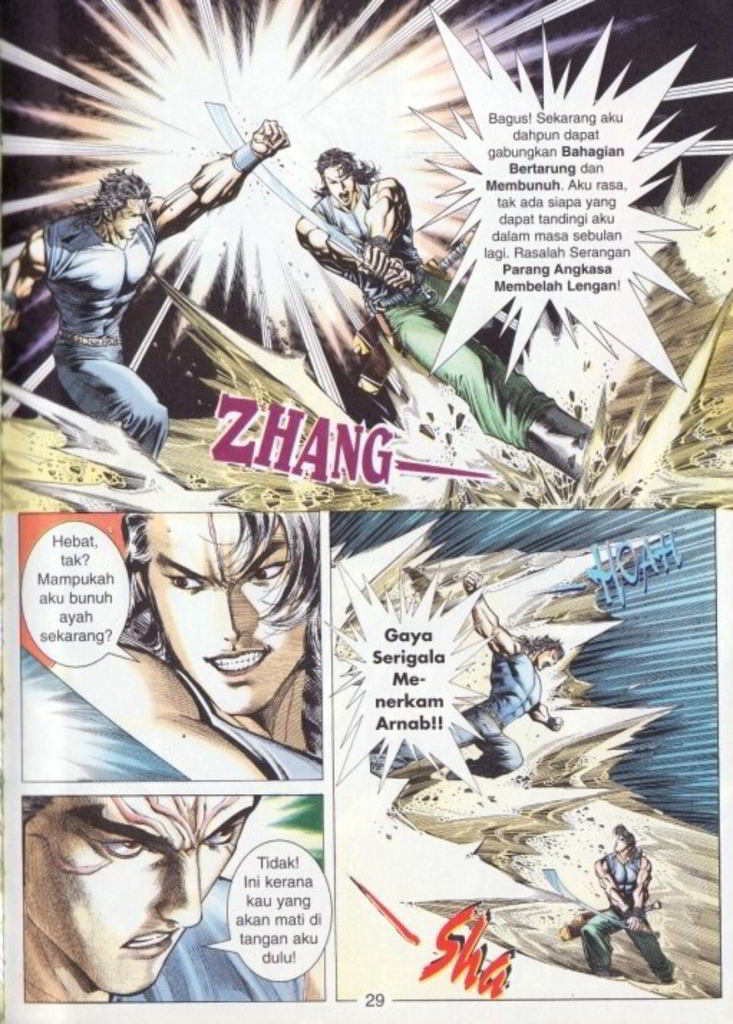 Bagus! Sekarang aku
dahpun dapat
gabungkan Bahagian
Bertarung dan
Membunuh. Aku rasa,
tak ada siapa yang
dapat tandingi aku
dalam masa sebulan
lagi. Rasalah Serangan
Parang Angkasa
Membelah Lengan!
ZHANG
Hebat,
tak?
Mampukah
aku bunuh
ayah
sekarang?
Gaya
Serigala
Me-
nerkam
Arnab!!
Tidak!
Ini kerana
kau yang
akan mati di
tangan aku
dulu!
Sha
29